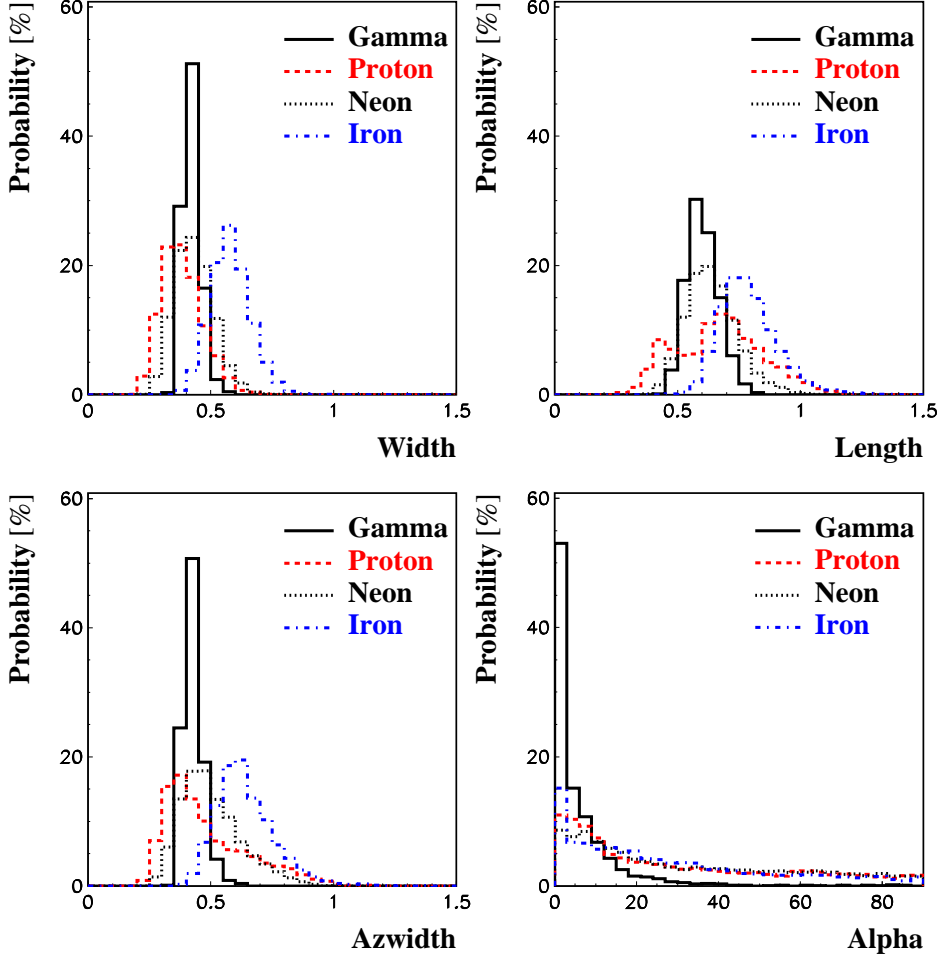 Probability [%]
60
40
20
0
0
0.5
1
1.5
Width
Gamma
Proton
Neon
Iron
Probability [%]
60
40
20
0
0
0.5
1
1.5
Length
Gamma
Proton
Neon
Iron
Probability [%]
60
40
20
0
0
0.5
1
1.5
Azwidth
Gamma
Proton
Neon
Iron
Probability [%]
60
40
20
0
0
20
40
60
80
Alpha
Gamma
Proton
Neon
Iron